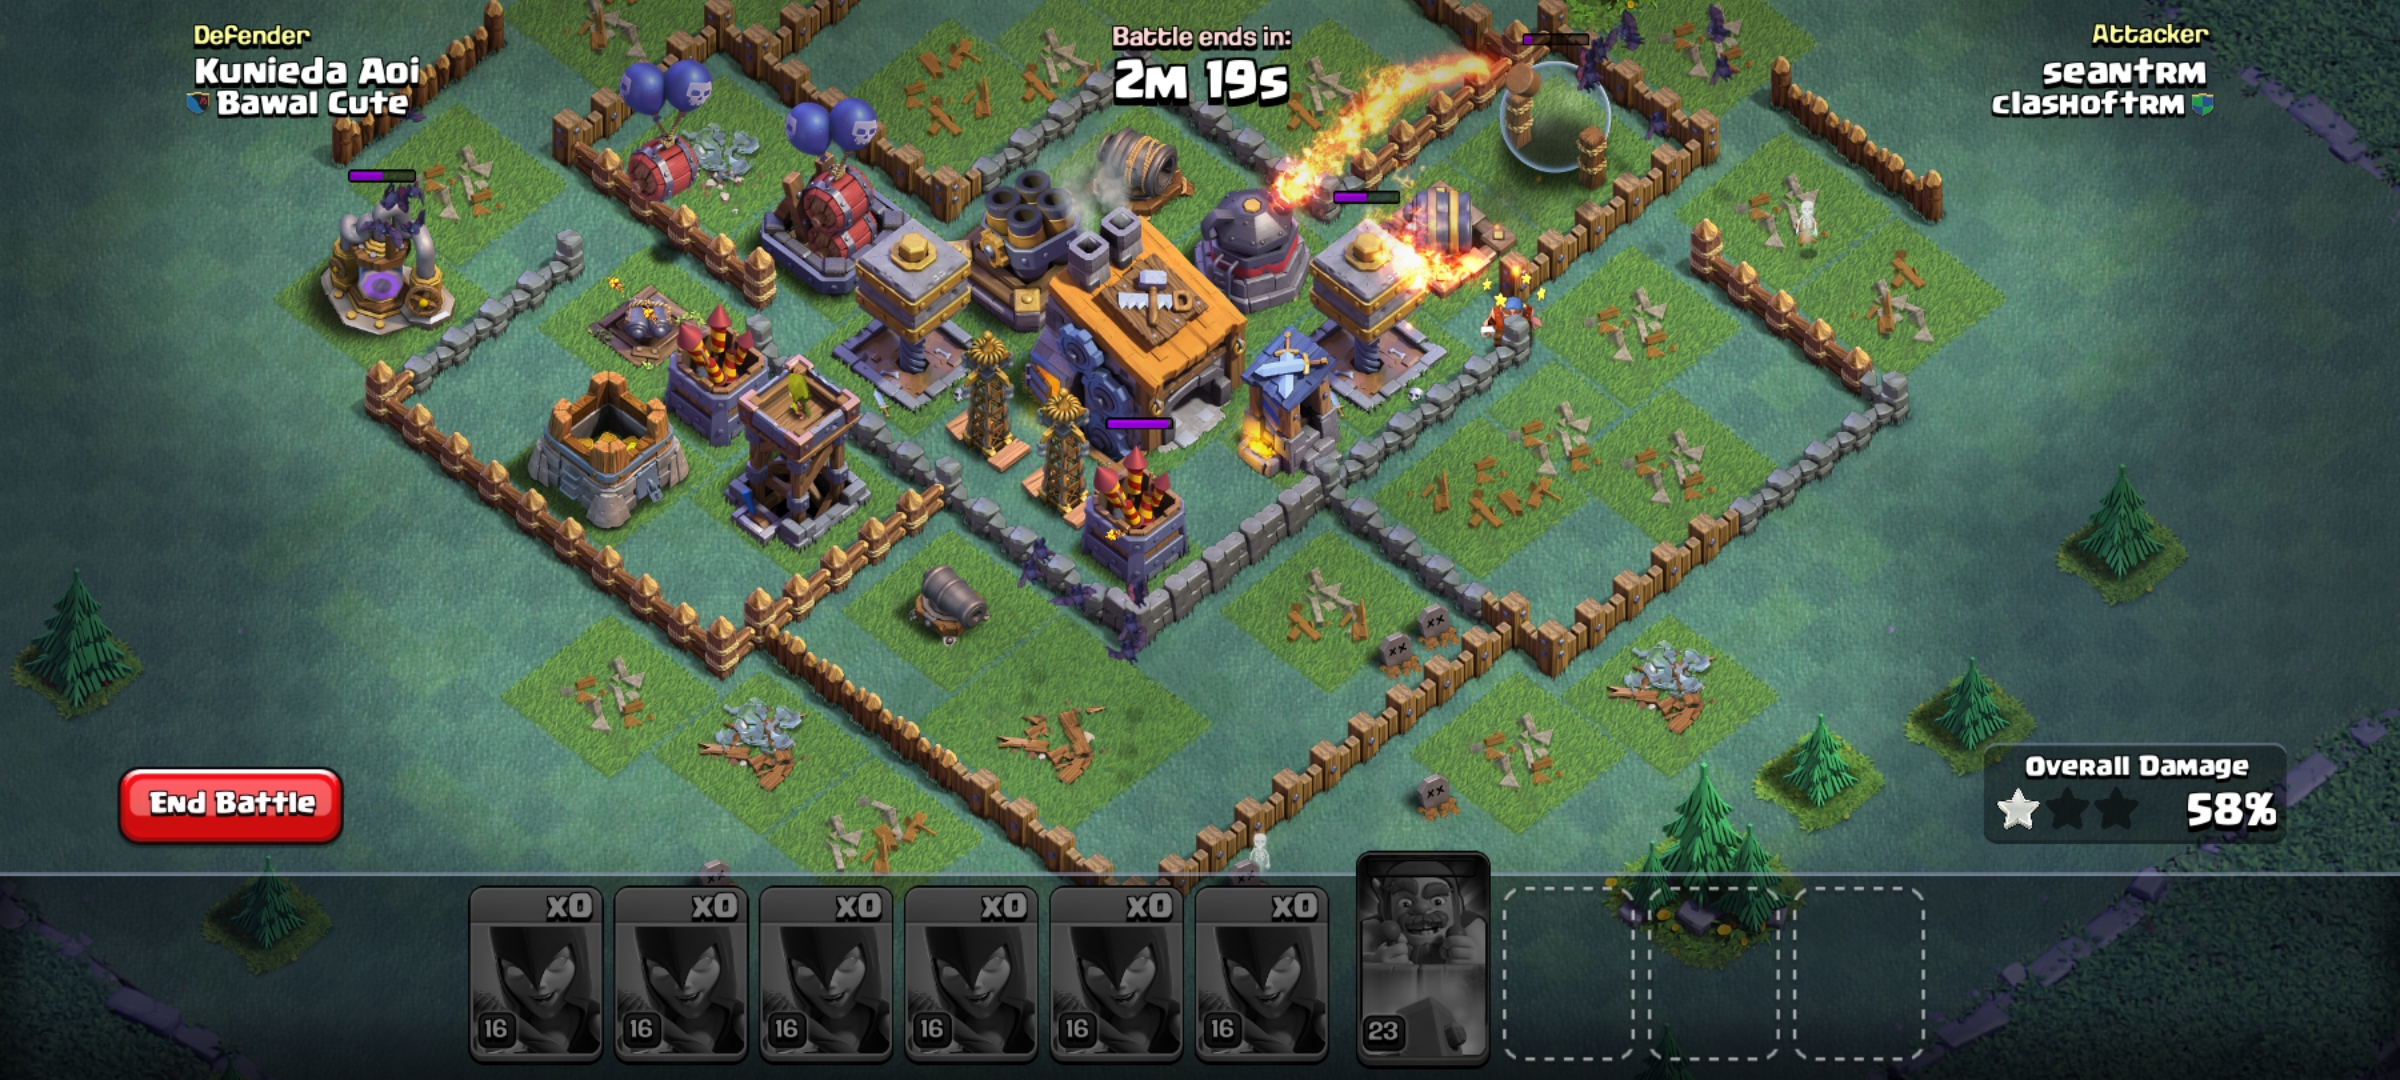 Defender
Kunieda Aoi
Bawal Cute
Battle ends in:
2M 19s
Attacker
seantRM
clashoftRM
End Battle
Overall Damage
58%
x0
x0
x0
x0
x0
x0
16
16
16
16
16
16
23